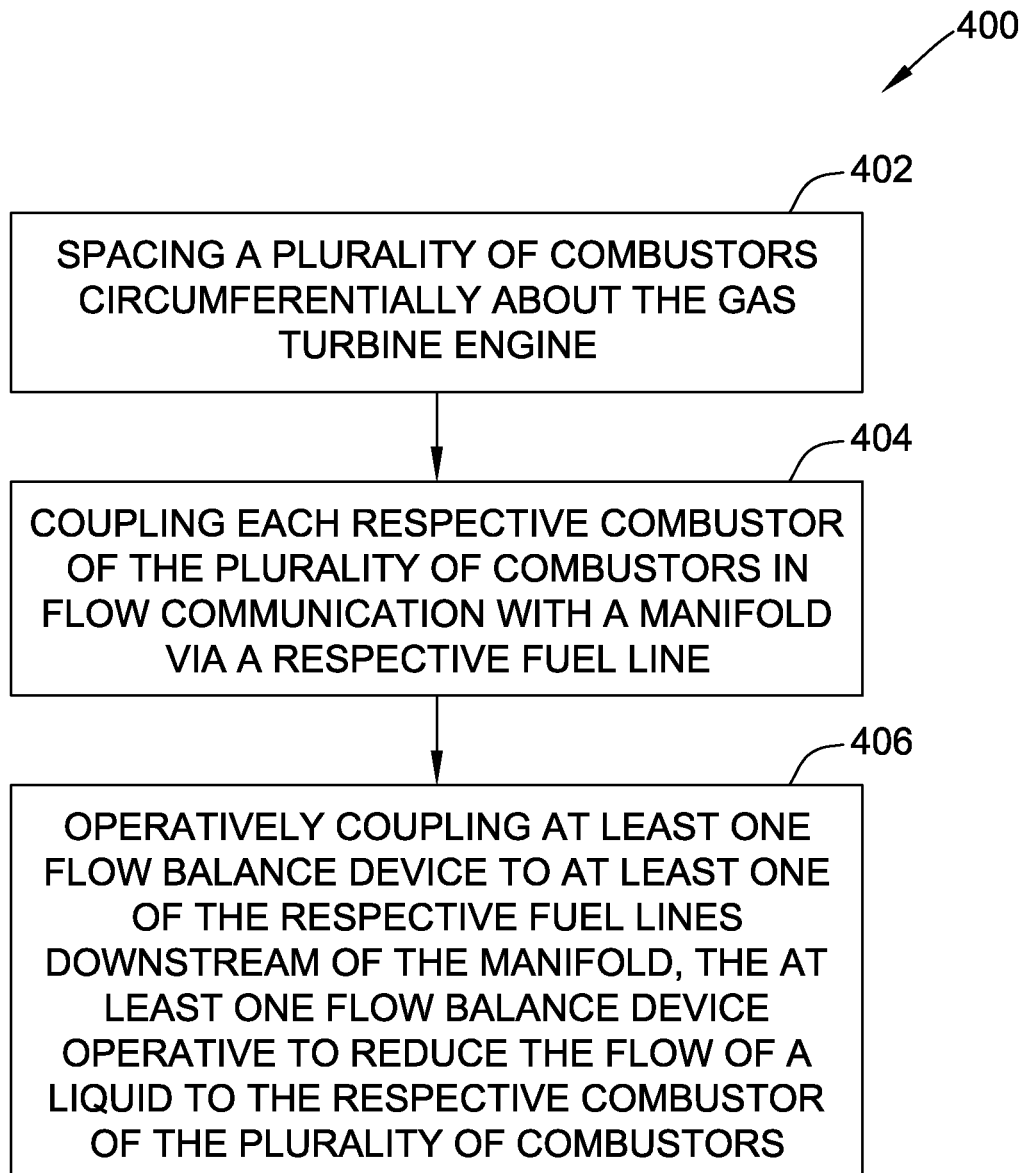 400
402
SPACING A PLURALITY OF COMBUSTORS
CIRCUMFERENTIALLY ABOUT THE GAS
TURBINE ENGINE
404
COUPLING EACH RESPECTIVE COMBUSTOR
OF THE PLURALITY OF COMBUSTORS IN
FLOW COMMUNICATION WITH A MANIFOLD
VIA A RESPECTIVE FUEL LINE
406
OPERATIVELY COUPLING AT LEAST ONE
FLOW BALANCE DEVICE TO AT LEAST ONE
OF THE RESPECTIVE FUEL LINES
DOWNSTREAM OF THE MANIFOLD, THE AT
LEAST ONE FLOW BALANCE DEVICE
OPERATIVE TO REDUCE THE FLOW OF A
LIQUID TO THE RESPECTIVE COMBUSTOR
OF THE PLURALITY OF COMBUSTORS